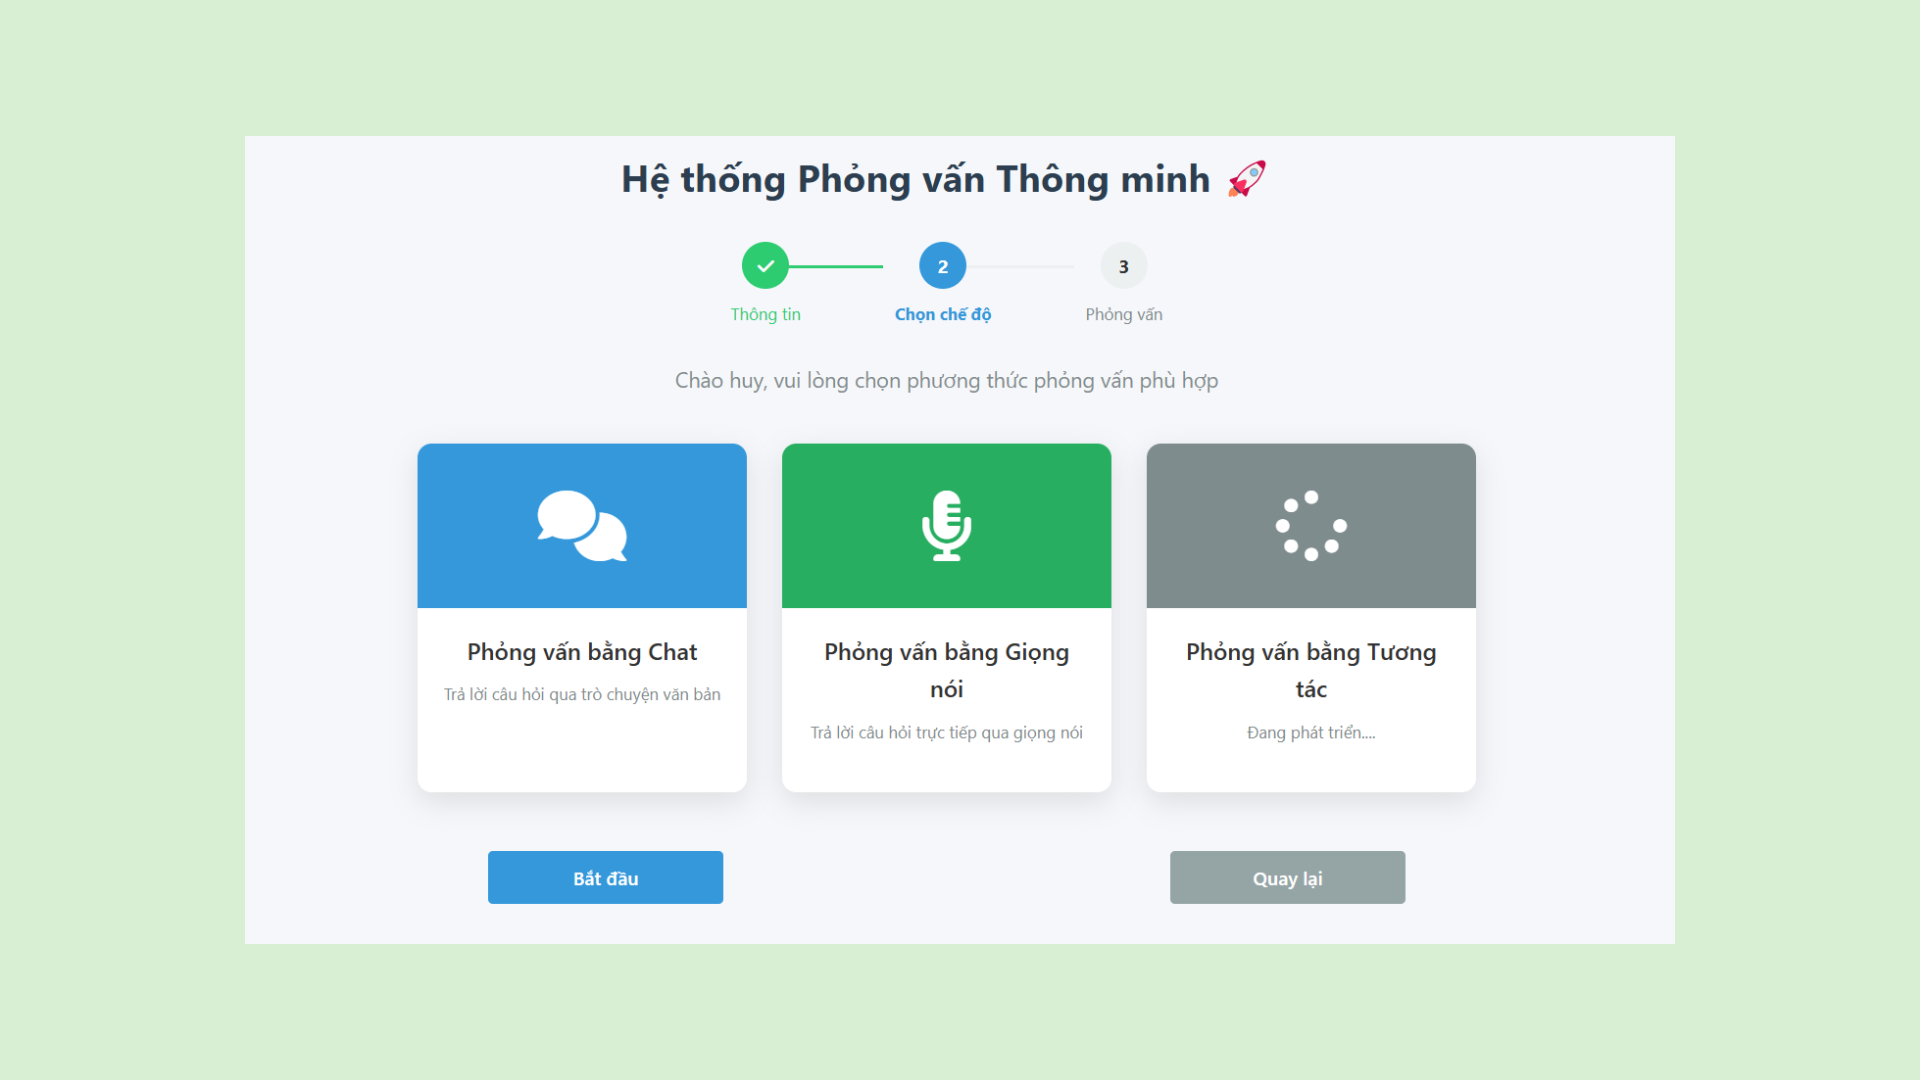 Hệ thống Phỏng vấn Thông minh 🚀
2
3
Thông tin
Chọn chế độ
Phỏng vấn
Chào huy, vui lòng chọn phương thức phỏng vấn phù hợp
Phỏng vấn bằng Chat
Trả lời câu hỏi qua trò chuyện văn bản
Phỏng vấn bằng Giọng
nói
Trả lời câu hỏi trực tiếp qua giọng nói
Phỏng vấn bằng Tương
tác
Đang phát triển....
Bắt đầu
Quay lại